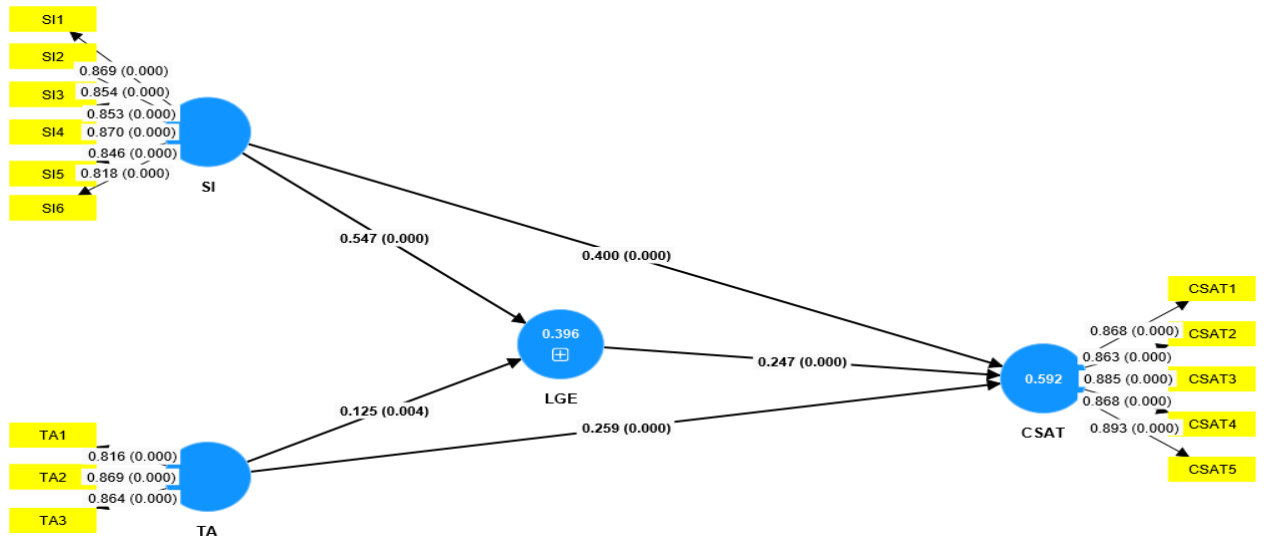 SI1
SI2
0.869 (0.000)
SI3
0.854 (0.000)
0.853 (0.000)
SI4
0.870 (0.000)
0.846 (0.000)
SI5
0.818 (0.000)
SI6
SI
0.547 (0.000)
0.400 (0.000)
0.396
LGE
0.247 (0.000)
0.125 (0.004)
0.259 (0.000)
TA1
0.816 (0.000)
TA2
0.869 (0.000)
0.864 (0.000)
TA3
TA
0.592
CSAT
CSAT1
0.868 (0.000)
CSAT2
0.863 (0.000)
0.885 (0.000)
CSAT3
0.868 (0.000)
CSAT4
0.893 (0.000)
CSAT5